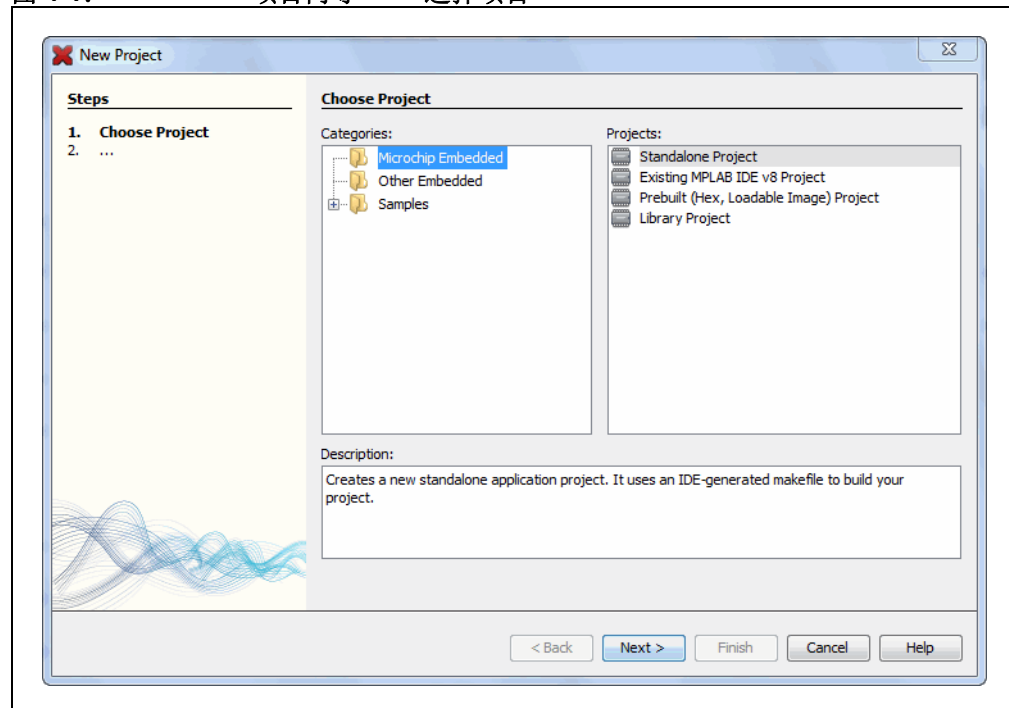 New Project
Steps
1. Choose Project
2. ...
Choose Project
Categories:
Microchip Embedded
Other Embedded
Samples
Projects:
Standalone Project
Existing MPLAB IDE v8 Project
Prebuilt (Hex, Loadable Image) Project
Library Project
Description:
Creates a new standalone application project. It uses an IDE-generated makefile to build your
project.
< Back
Next >
Finish
Cancel
Help